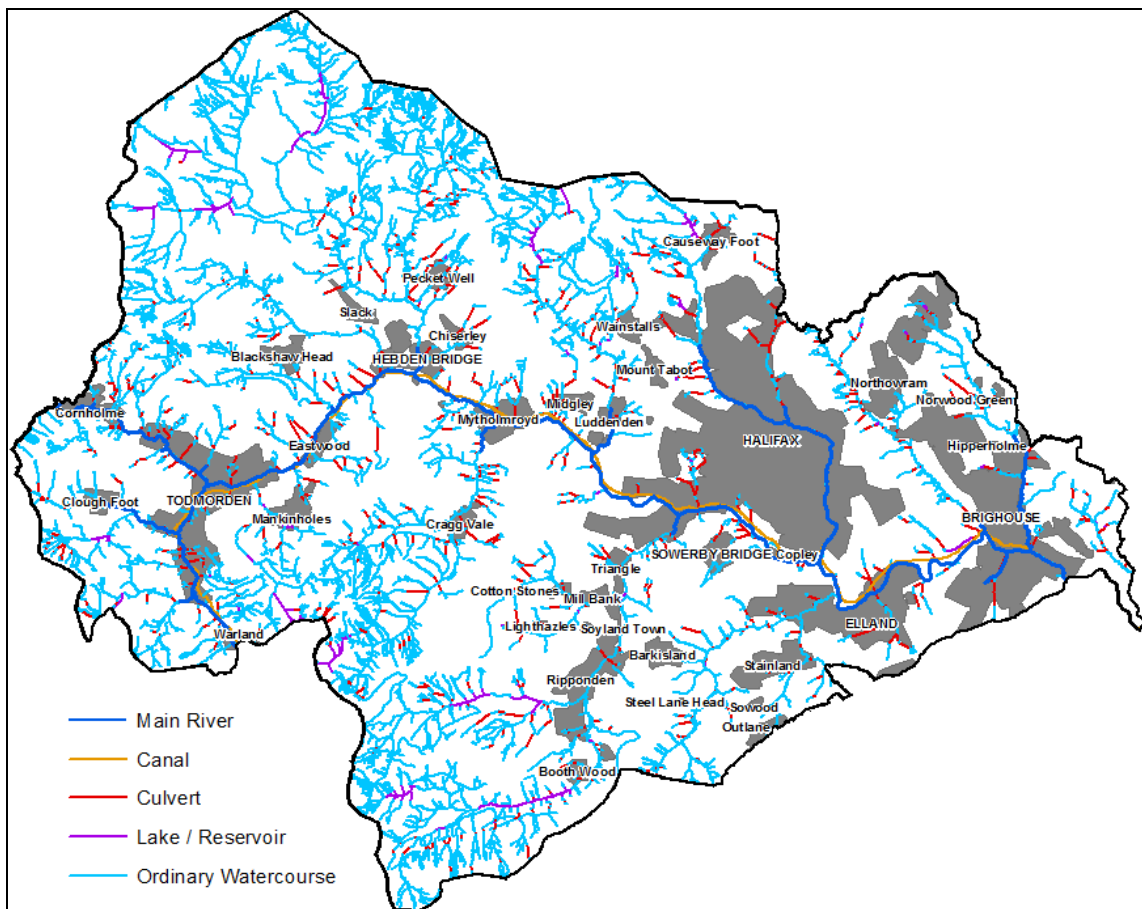 Causeway Foot
Pecket Well
Slack
Wainstalls
Chiserley
Blackshaw Head
HEBDEN BRIDGE
Mount Tabot
Northowram
Norwood Green
Cornholme
Midgley
Mytholmroyd
Luddenden
HALIFAX
Hipperholme
Eastwood
Clough Foot
TODMORDEN
Mankinholes
Cragg Vale
BRIGHOUSE
SOWERBY BRIDGE
Copley
Triangle
Cotton Stones
Mill Bank
Lighthazles
Soyland Town
ELLAND
Warland
Barkisland
Stainland
Ripponden
Steel Lane Head
Sowood
Outlane
Booth Wood
Main River
Canal
Culvert
Lake / Reservoir
Ordinary Watercourse